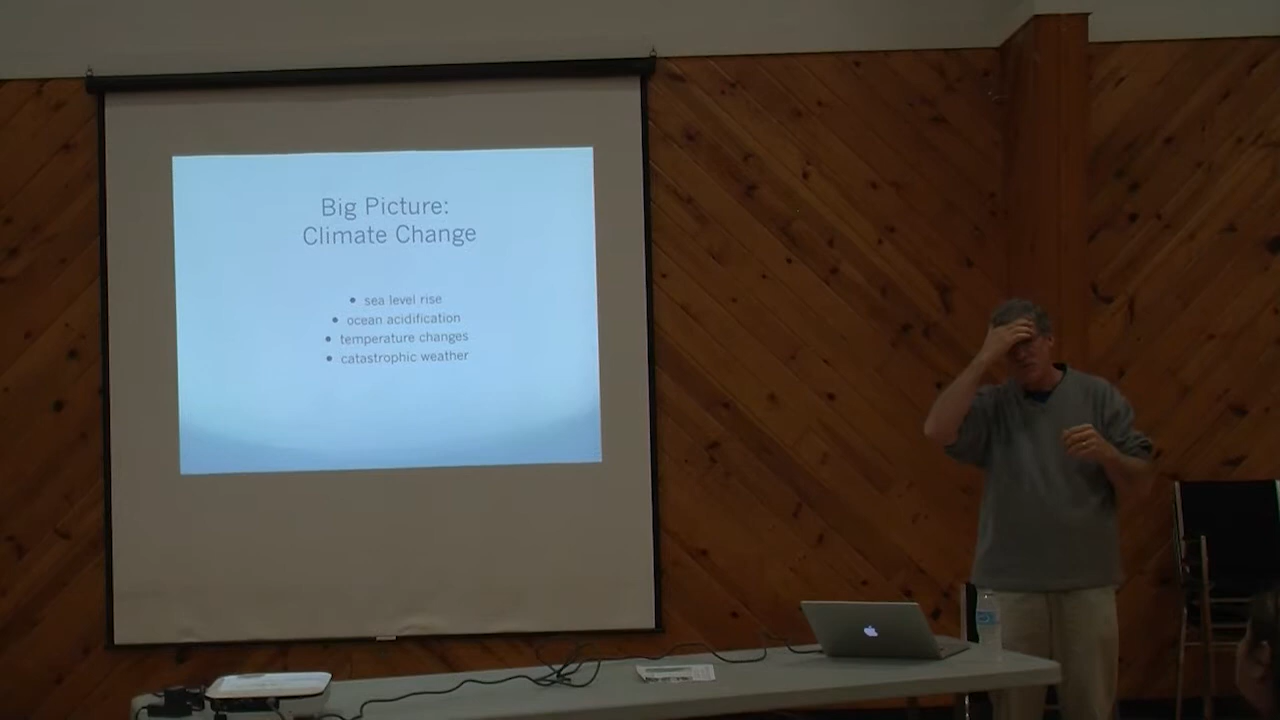 Big Picture:
Climate Change
• sea level rise
• ocean acidification
• temperature changes
• catastrophic weather